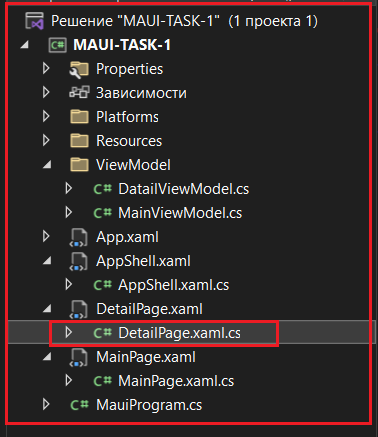 Решение "MAUI-TASK-1" (1 проекта 1)
C# MAUI-TASK-1
Properties
Зависимости
Platforms
Resources
ViewModel
C# DatailViewModel.cs
C# MainViewModel.cs
App.xaml
AppShell.xaml
C# AppShell.xaml.cs
DetailPage.xaml
C# DetailPage.xaml.cs
MainPage.xaml
C# MainPage.xaml.cs
C# MauiProgram.cs